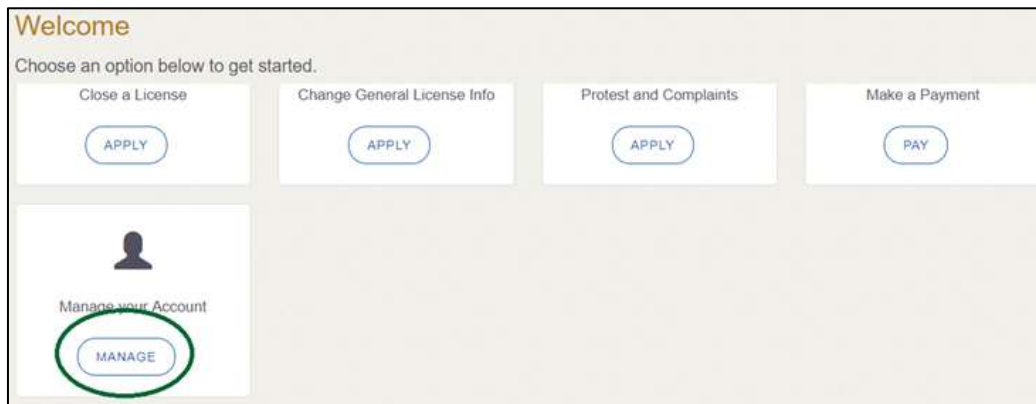 Welcome
Choose an option below to get started.
Close a License
Change General License Info
Protest and Complaints
Make a Payment
APPLY
APPLY
APPLY
PAY
Manage your Account
MANAGE